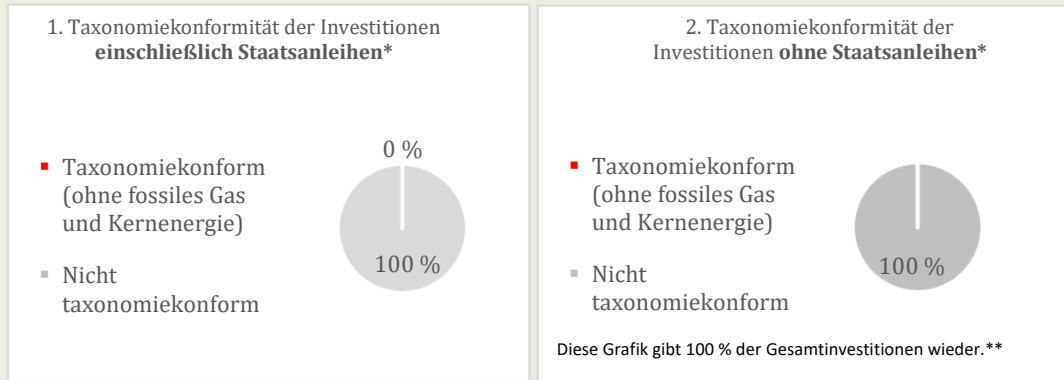 1. Taxonomiekonformität der Investitionen
einschließlich Staatsanleihen*
Taxonomiekonform
(ohne fossiles Gas
und Kernenergie)
Nicht
taxonomiekonform
0 %
100 %
2. Taxonomiekonformität der
Investitionen ohne Staatsanleihen*
Taxonomiekonform
(ohne fossiles Gas
und Kernenergie)
Nicht
taxonomiekonform
100 %
Diese Grafik gibt 100 % der Gesamtinvestitionen wieder.**